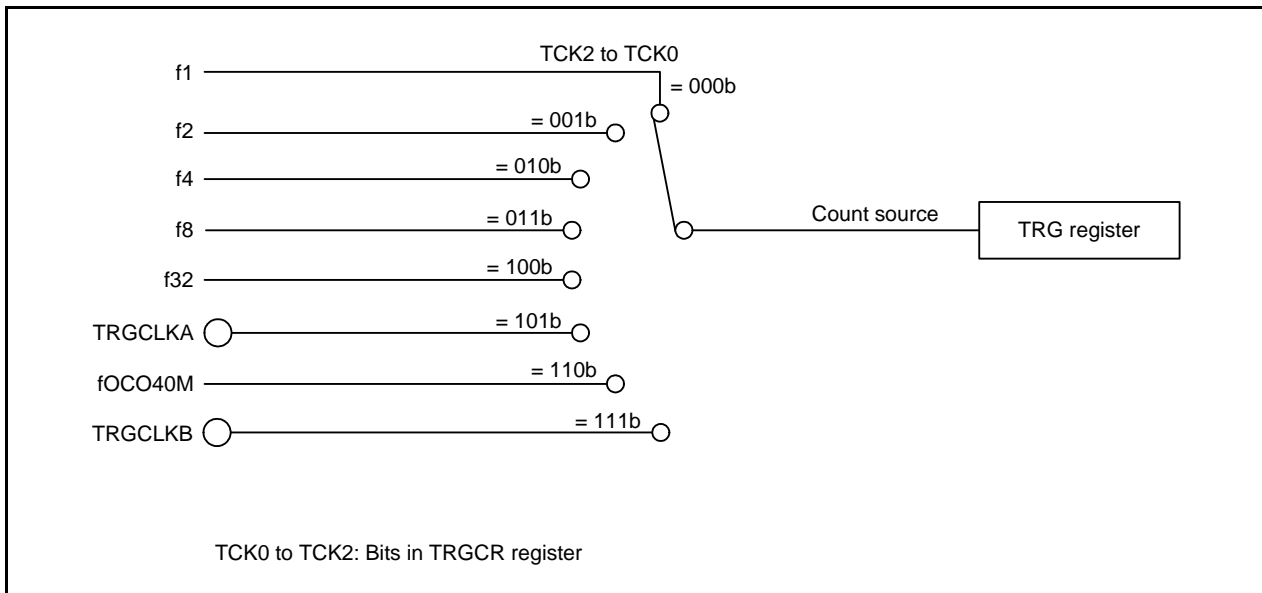 TCK2 to TCK0
f1
= 000b
f2
= 001b
f4
= 010b
f8
= 011b
Count source
TRG register
f32
= 100b
TRGCLKA
= 101b
fOCO40M
= 110b
TRGCLKB
= 111b
TCK0 to TCK2: Bits in TRGCR register